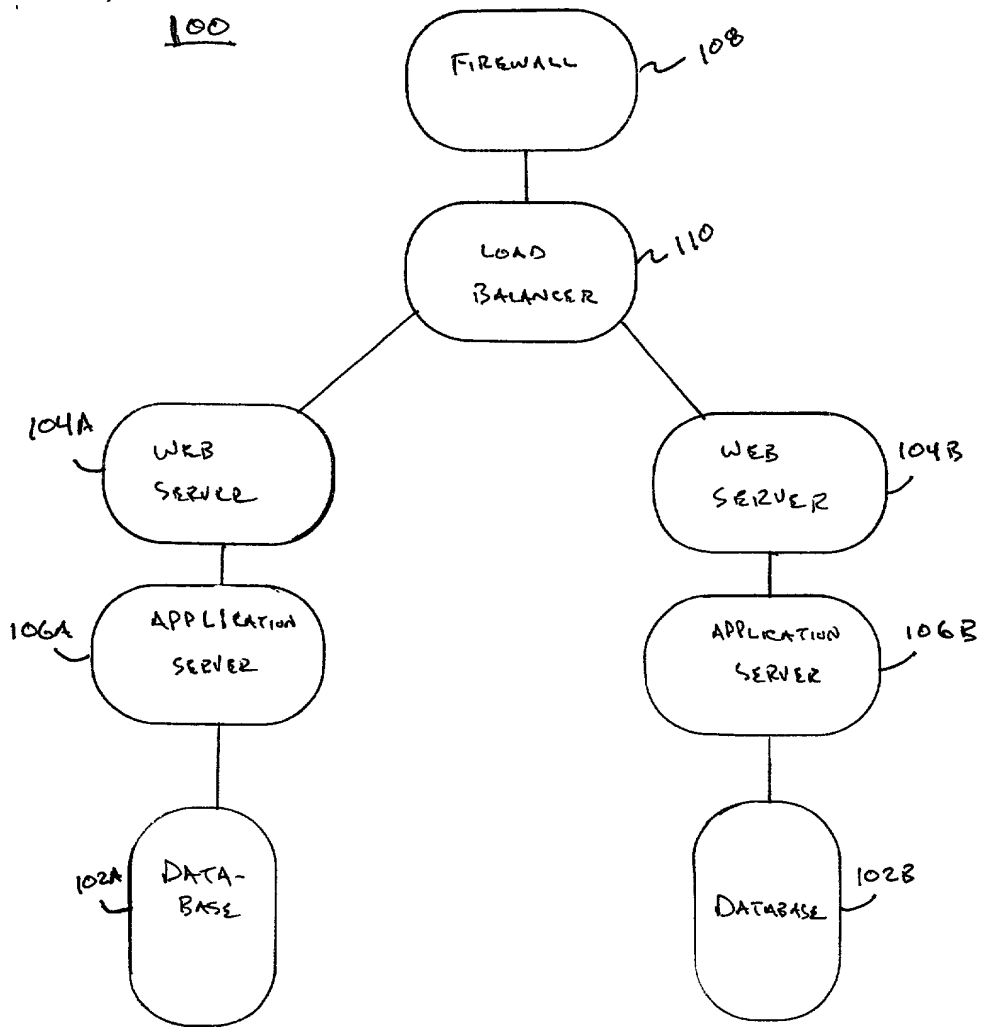 100
FIREWALL
108
LOAD
BALANCER
110
104A
WEB
SERVER
WEB
SERVER
104B
106A
APPLICATION
SERVER
APPLICATION
SERVER
106B
102A
DATA-
BASE
DATABASE
102B